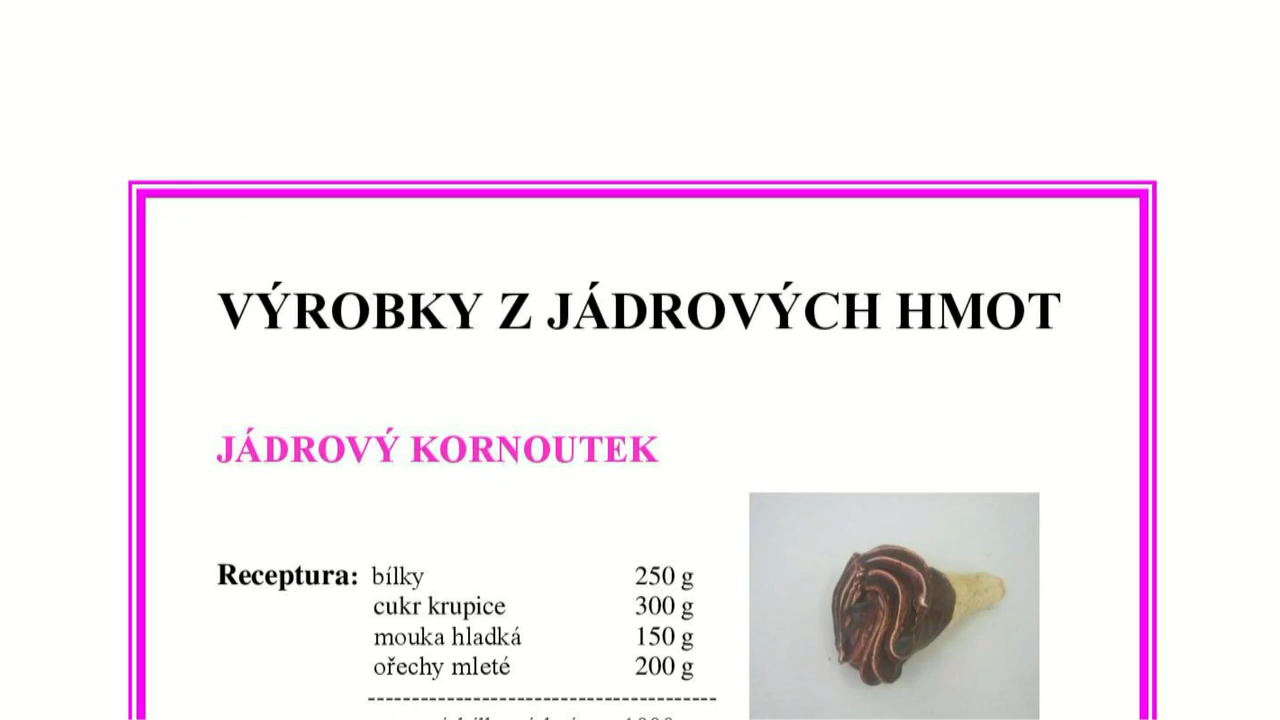 VÝROBKY Z JÁDROVÝCH HMOT
JÁDROVÝ KORNOUTEK
Receptura: bílky 250 g
cukr krupice 300 g
mouka hladká 150 g
ořechy mleté 200 g
----------------------------------------